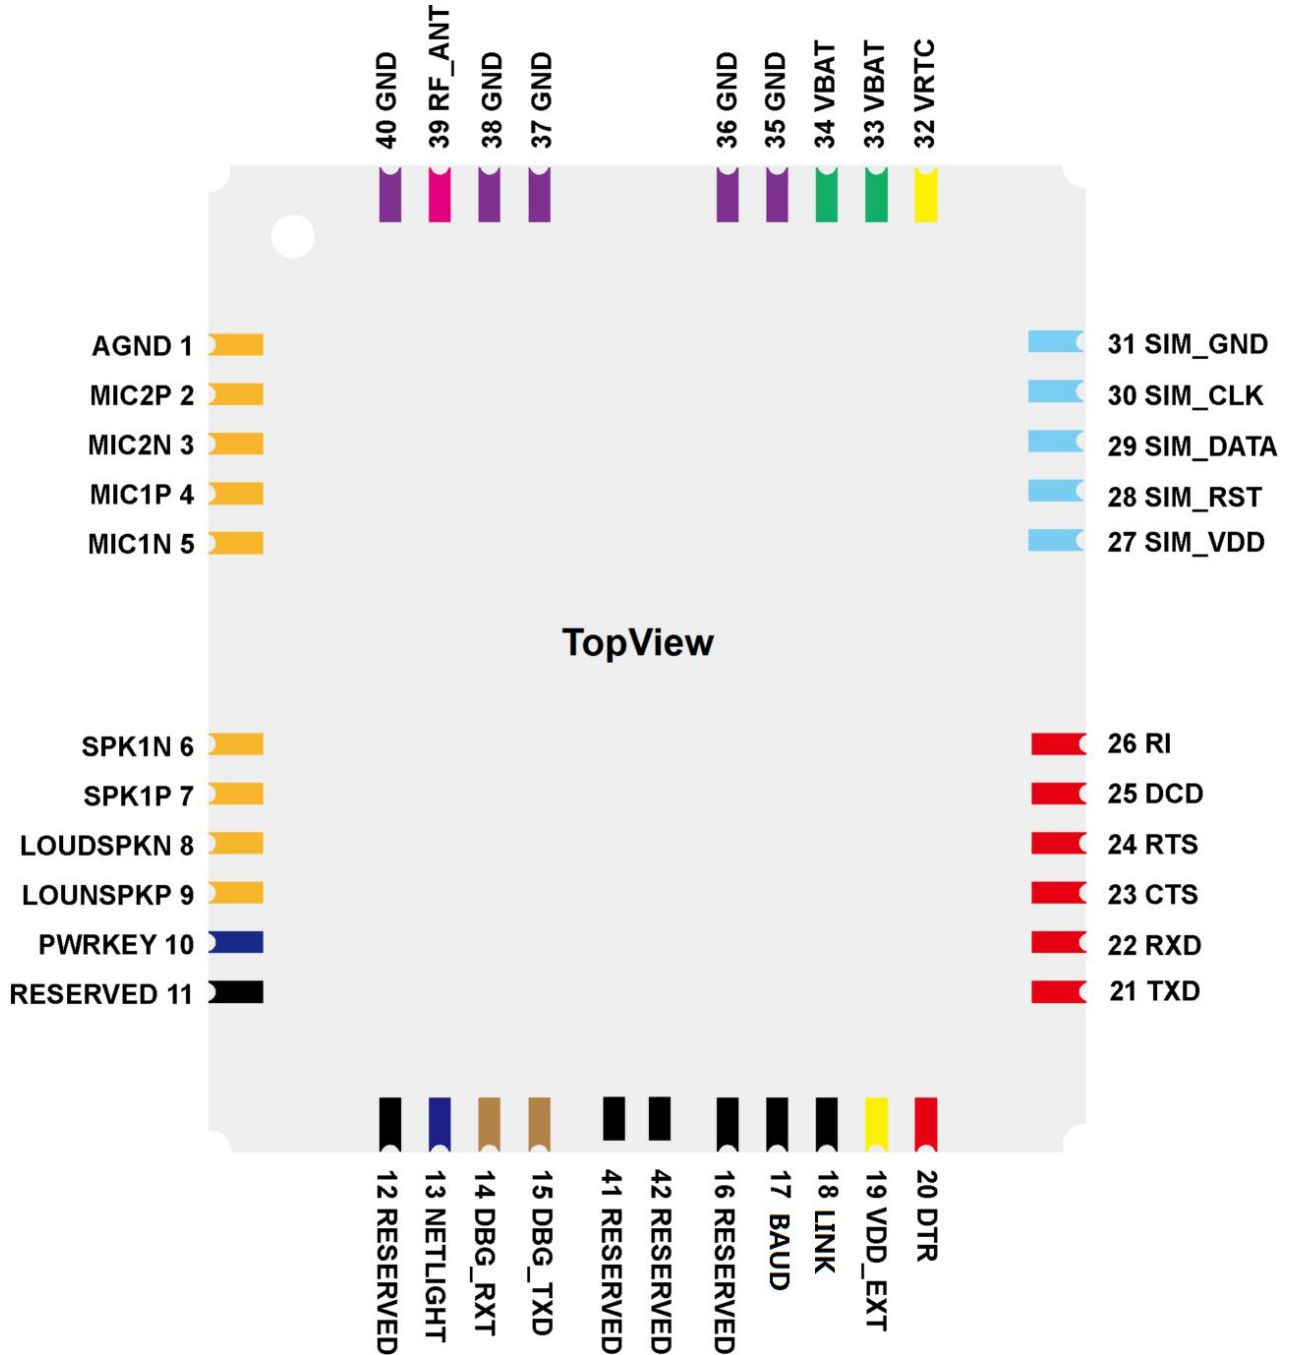 40 GND
39 RF_ANT
38 GND
37 GND
36 GND
35 GND
34 VBAT
33 VBAT
32 VRTC
AGND 1
MIC2P 2
MIC2N 3
MIC1P 4
MIC1N 5
31 SIM_GND
30 SIM_CLK
29 SIM_DATA
28 SIM_RST
27 SIM_VDD
TopView
SPK1N 6
SPK1P 7
LOUDSPKN 8
LOUNSPKP 9
PWRKEY 10
RESERVED 11
26 RI
25 DCD
24 RTS
23 CTS
22 RXD
21 TXD
12 RESERVED
13 NETLIGHT
14 DBG_RXT
15 DBG_TXD
41 RESERVED
42 RESERVED
16 RESERVED
17 BAUD
18 LINK
19 VDD_EXT
20 DTR